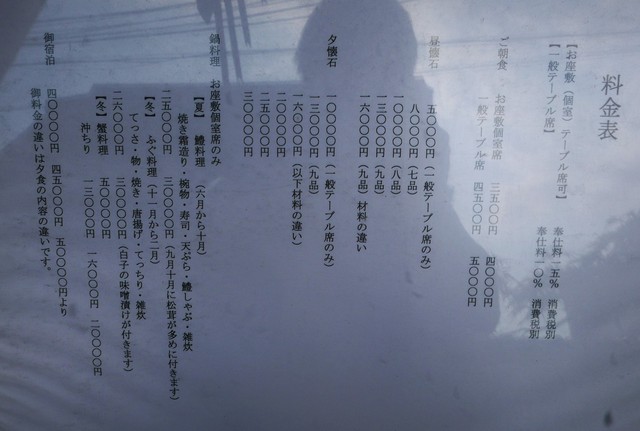 料金表
【お座敷（個室）テーブル席可】　奉仕料一五％　消費税別
【一般テーブル席】　奉仕料一〇％　消費税別
ご朝食　お座敷個室席　三五〇〇円　四〇〇〇円
一般テーブル席　四五〇〇円　五〇〇〇円
昼懐石　五〇〇〇円（一般テーブル席のみ）
八〇〇〇円（七品）
一〇〇〇〇円（八品）
一三〇〇〇円（九品）
一六〇〇〇円（九品）材料の違い
夕懐石　一〇〇〇〇円（一般テーブル席のみ）
一三〇〇〇円（九品）
一六〇〇〇円（以下材料の違い）
二〇〇〇〇円
二五〇〇〇円
三〇〇〇〇円
鍋料理　お座敷個室席のみ
【夏】　鱧料理　（六月から十月）
焼き霜造り・椀物・寿司・天ぷら・鱧しゃぶ・雑炊
二五〇〇〇円　三〇〇〇〇円（九月十月に松茸が多めに付きます）
【冬】　ふぐ料理（十一月から二月）
てっさ・物・焼き・唐揚げ・てっちり・雑炊
二六〇〇〇円　三〇〇〇〇円（白子の味噌漬けが付きます）
【冬】蟹料理　五〇〇〇〇円
沖ちり　一三〇〇〇円　一六〇〇〇円　二〇〇〇〇円
御宿泊　四〇〇〇〇円　四五〇〇〇円　五〇〇〇〇円より
御料金の違いは夕食の内容の違いです。